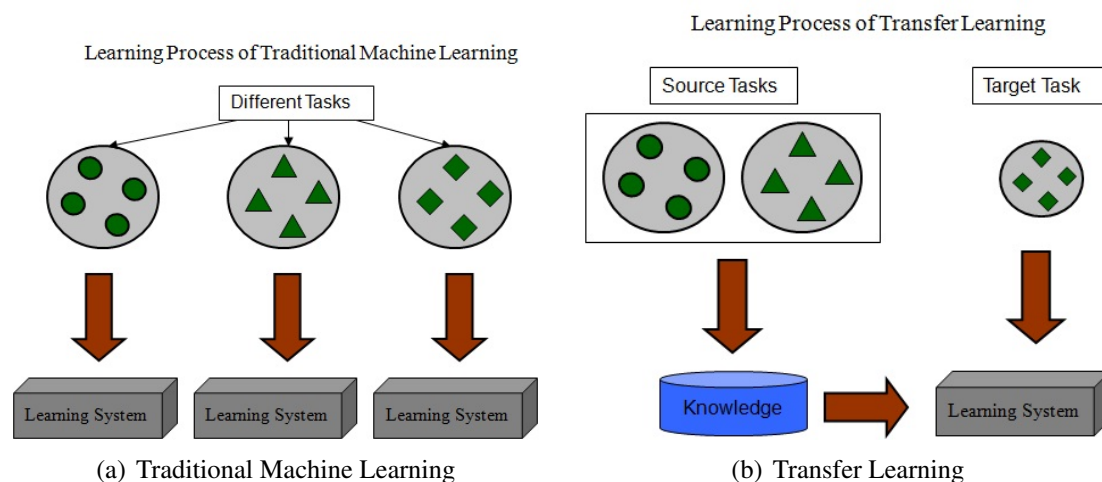 Learning Process of Traditional Machine Learning
Different Tasks
Learning System
Learning System
Learning System
(a) Traditional Machine Learning
Learning Process of Transfer Learning
Source Tasks
Target Task
Knowledge
Learning System
(b) Transfer Learning